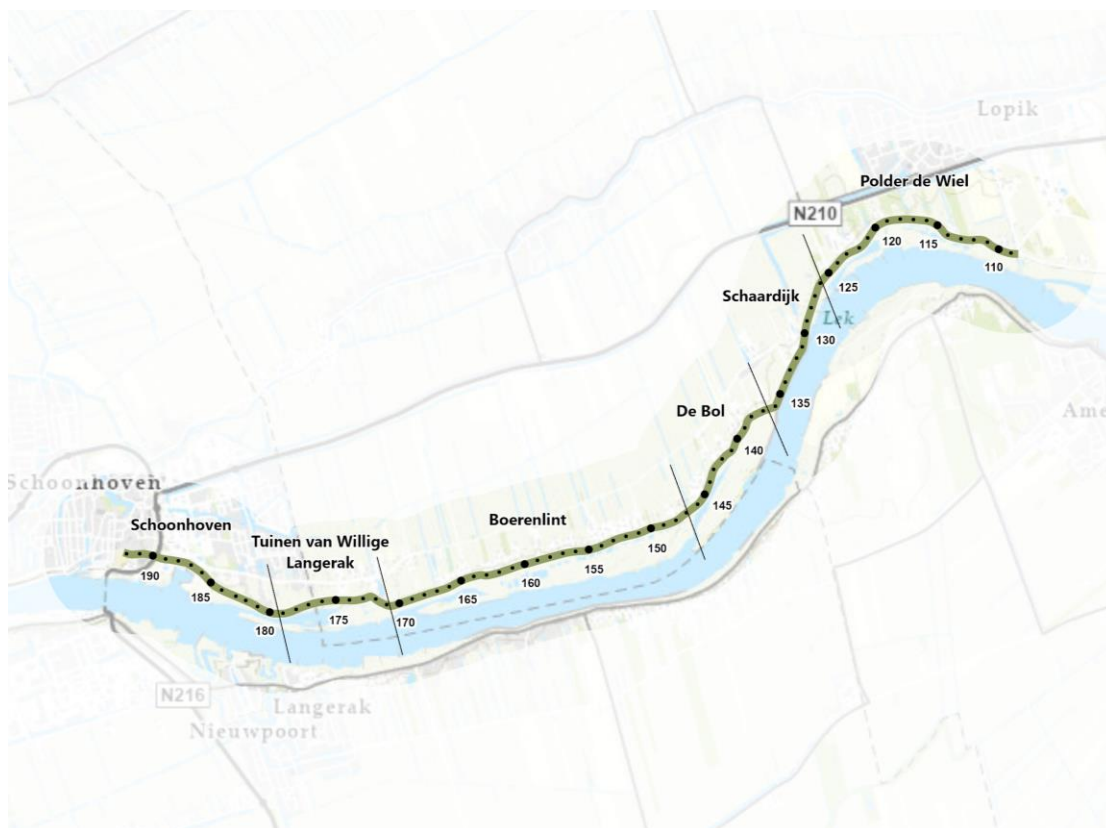 Lopik
Polder de Wiel
N210
120
115
110
125
Schaardijk
Lek
130
135
Ame
De Bol
140
145
Schoonhoven
Schoonhoven
Boerenlint
150
Tuinen van Willige
Langerak
155
160
165
170
175
180
185
190
N216
Langerak
Nieuwpoort